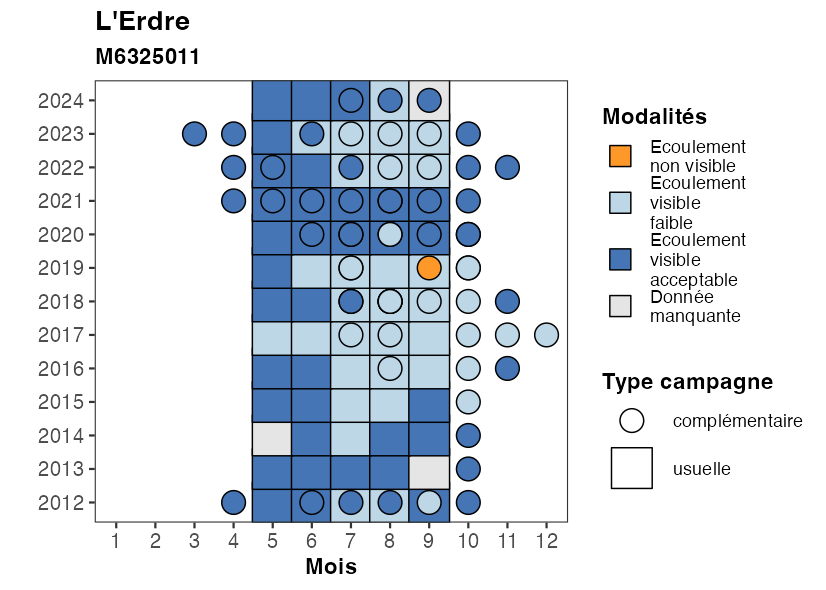 L'Erdre
M6325011
2024
2023
2022
2021
2020
2019
2018
2017
2016
2015
2014
2013
2012
1 2 3 4 5 6 7 8 9 10 11 12
Mois
Modalités
Ecoulement
non visible
Ecoulement
visible
faible
Ecoulement
visible
acceptable
Donnée
manquante
Type campagne
complémentaire
usuelle